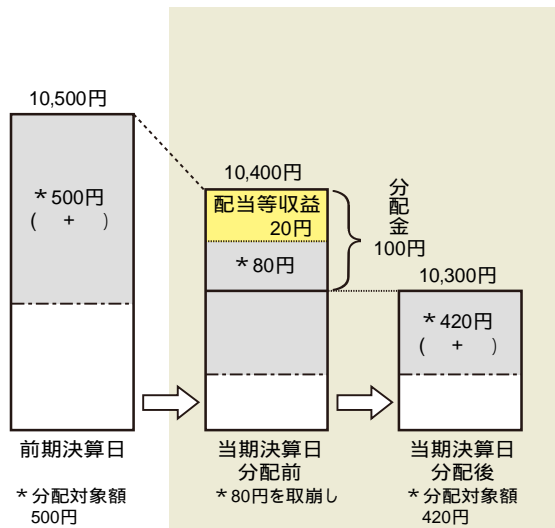 10,500円
*500円
( + )
前期決算日
*分配対象額
500円
10,400円
配当等収益
20円
*80円
分配金
100円
当期決算日
分配前
*80円を取崩し
10,300円
*420円
( + )
当期決算日
分配後
*分配対象額
420円